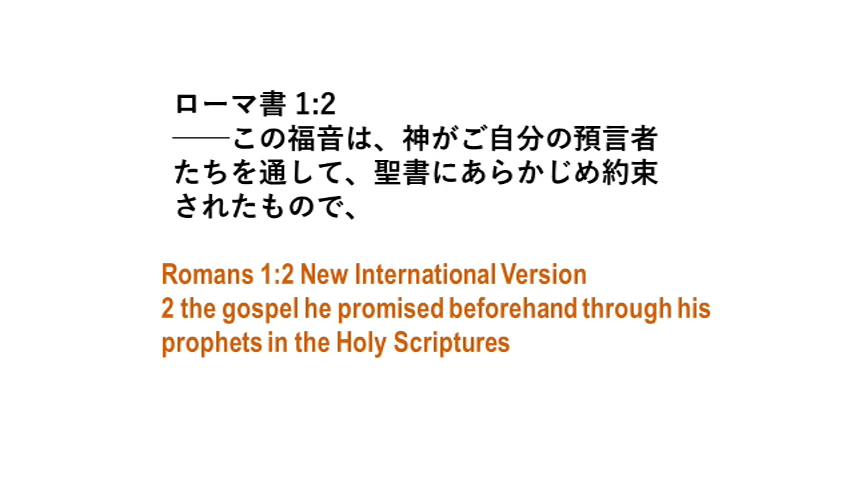 ローマ書 1:2
──この福音は、神がご自分の預言者
たちを通して、聖書にあらかじめ約束
されたもので、
Romans 1:2 New International Version
2 the gospel he promised beforehand through his
prophets in the Holy Scriptures